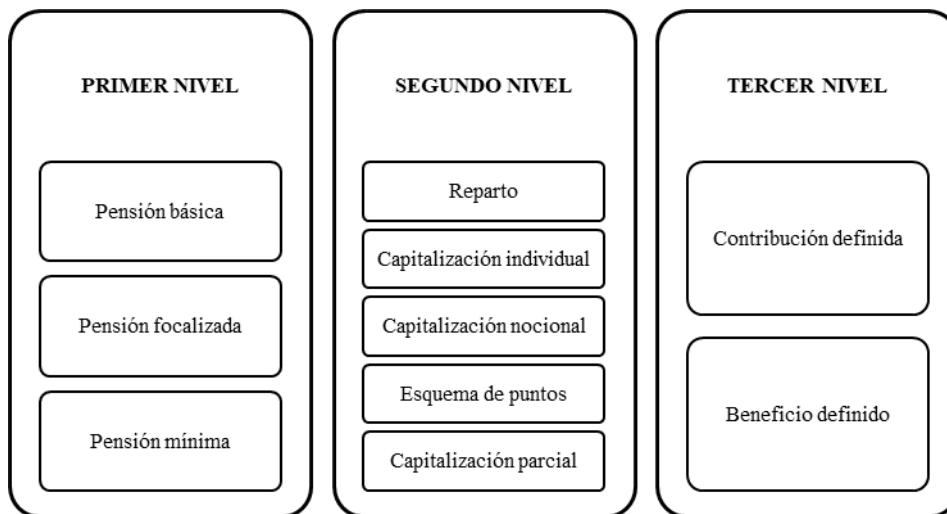 PRIMER NIVEL
Pensión básica
Pensión focalizada
Pensión mínima
SEGUNDO NIVEL
Reparto
Capitalización individual
Capitalización nocional
Esquema de puntos
Capitalización parcial
TERCER NIVEL
Contribución definida
Beneficio definido